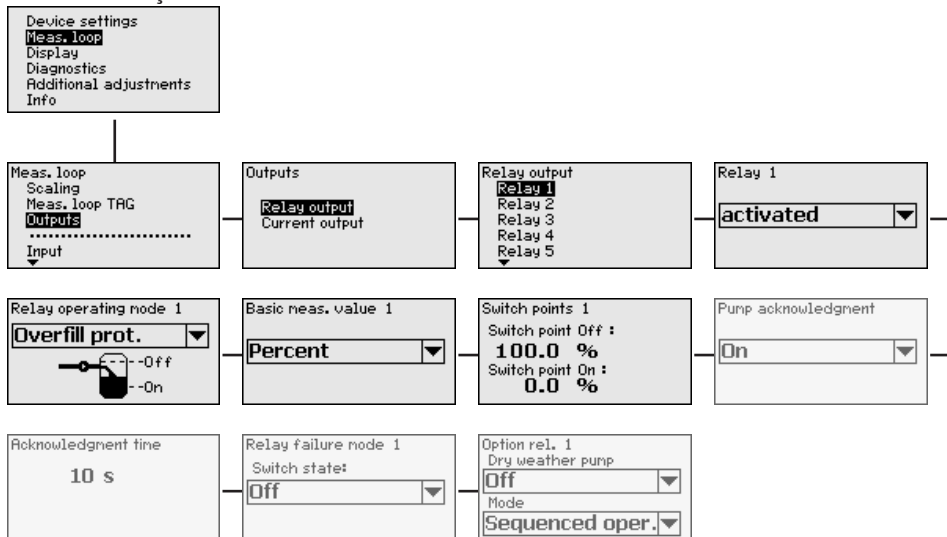 Device settings
Meas. loop
Display
Diagnostics
Additional adjustments
Info
Meas. loop
Scaling
Meas. loop TAG
Outputs
Input
Outputs
Relay output
Current output
Relay output
Relay 1
Relay 2
Relay 3
Relay 4
Relay 5
Relay 1
activated
Relay operating mode 1
Overfill prot.
--Off
--On
Basic meas. value 1
Percent
Switch points 1
Switch point Off :
100.0 %
Switch point On :
0.0 %
Pump acknowledgment
On
Acknowledgment time
10 s
Relay failure mode 1
Switch state:
Off
Option rel. 1
Dry weather pump
Off
Mode
Sequenced oper.